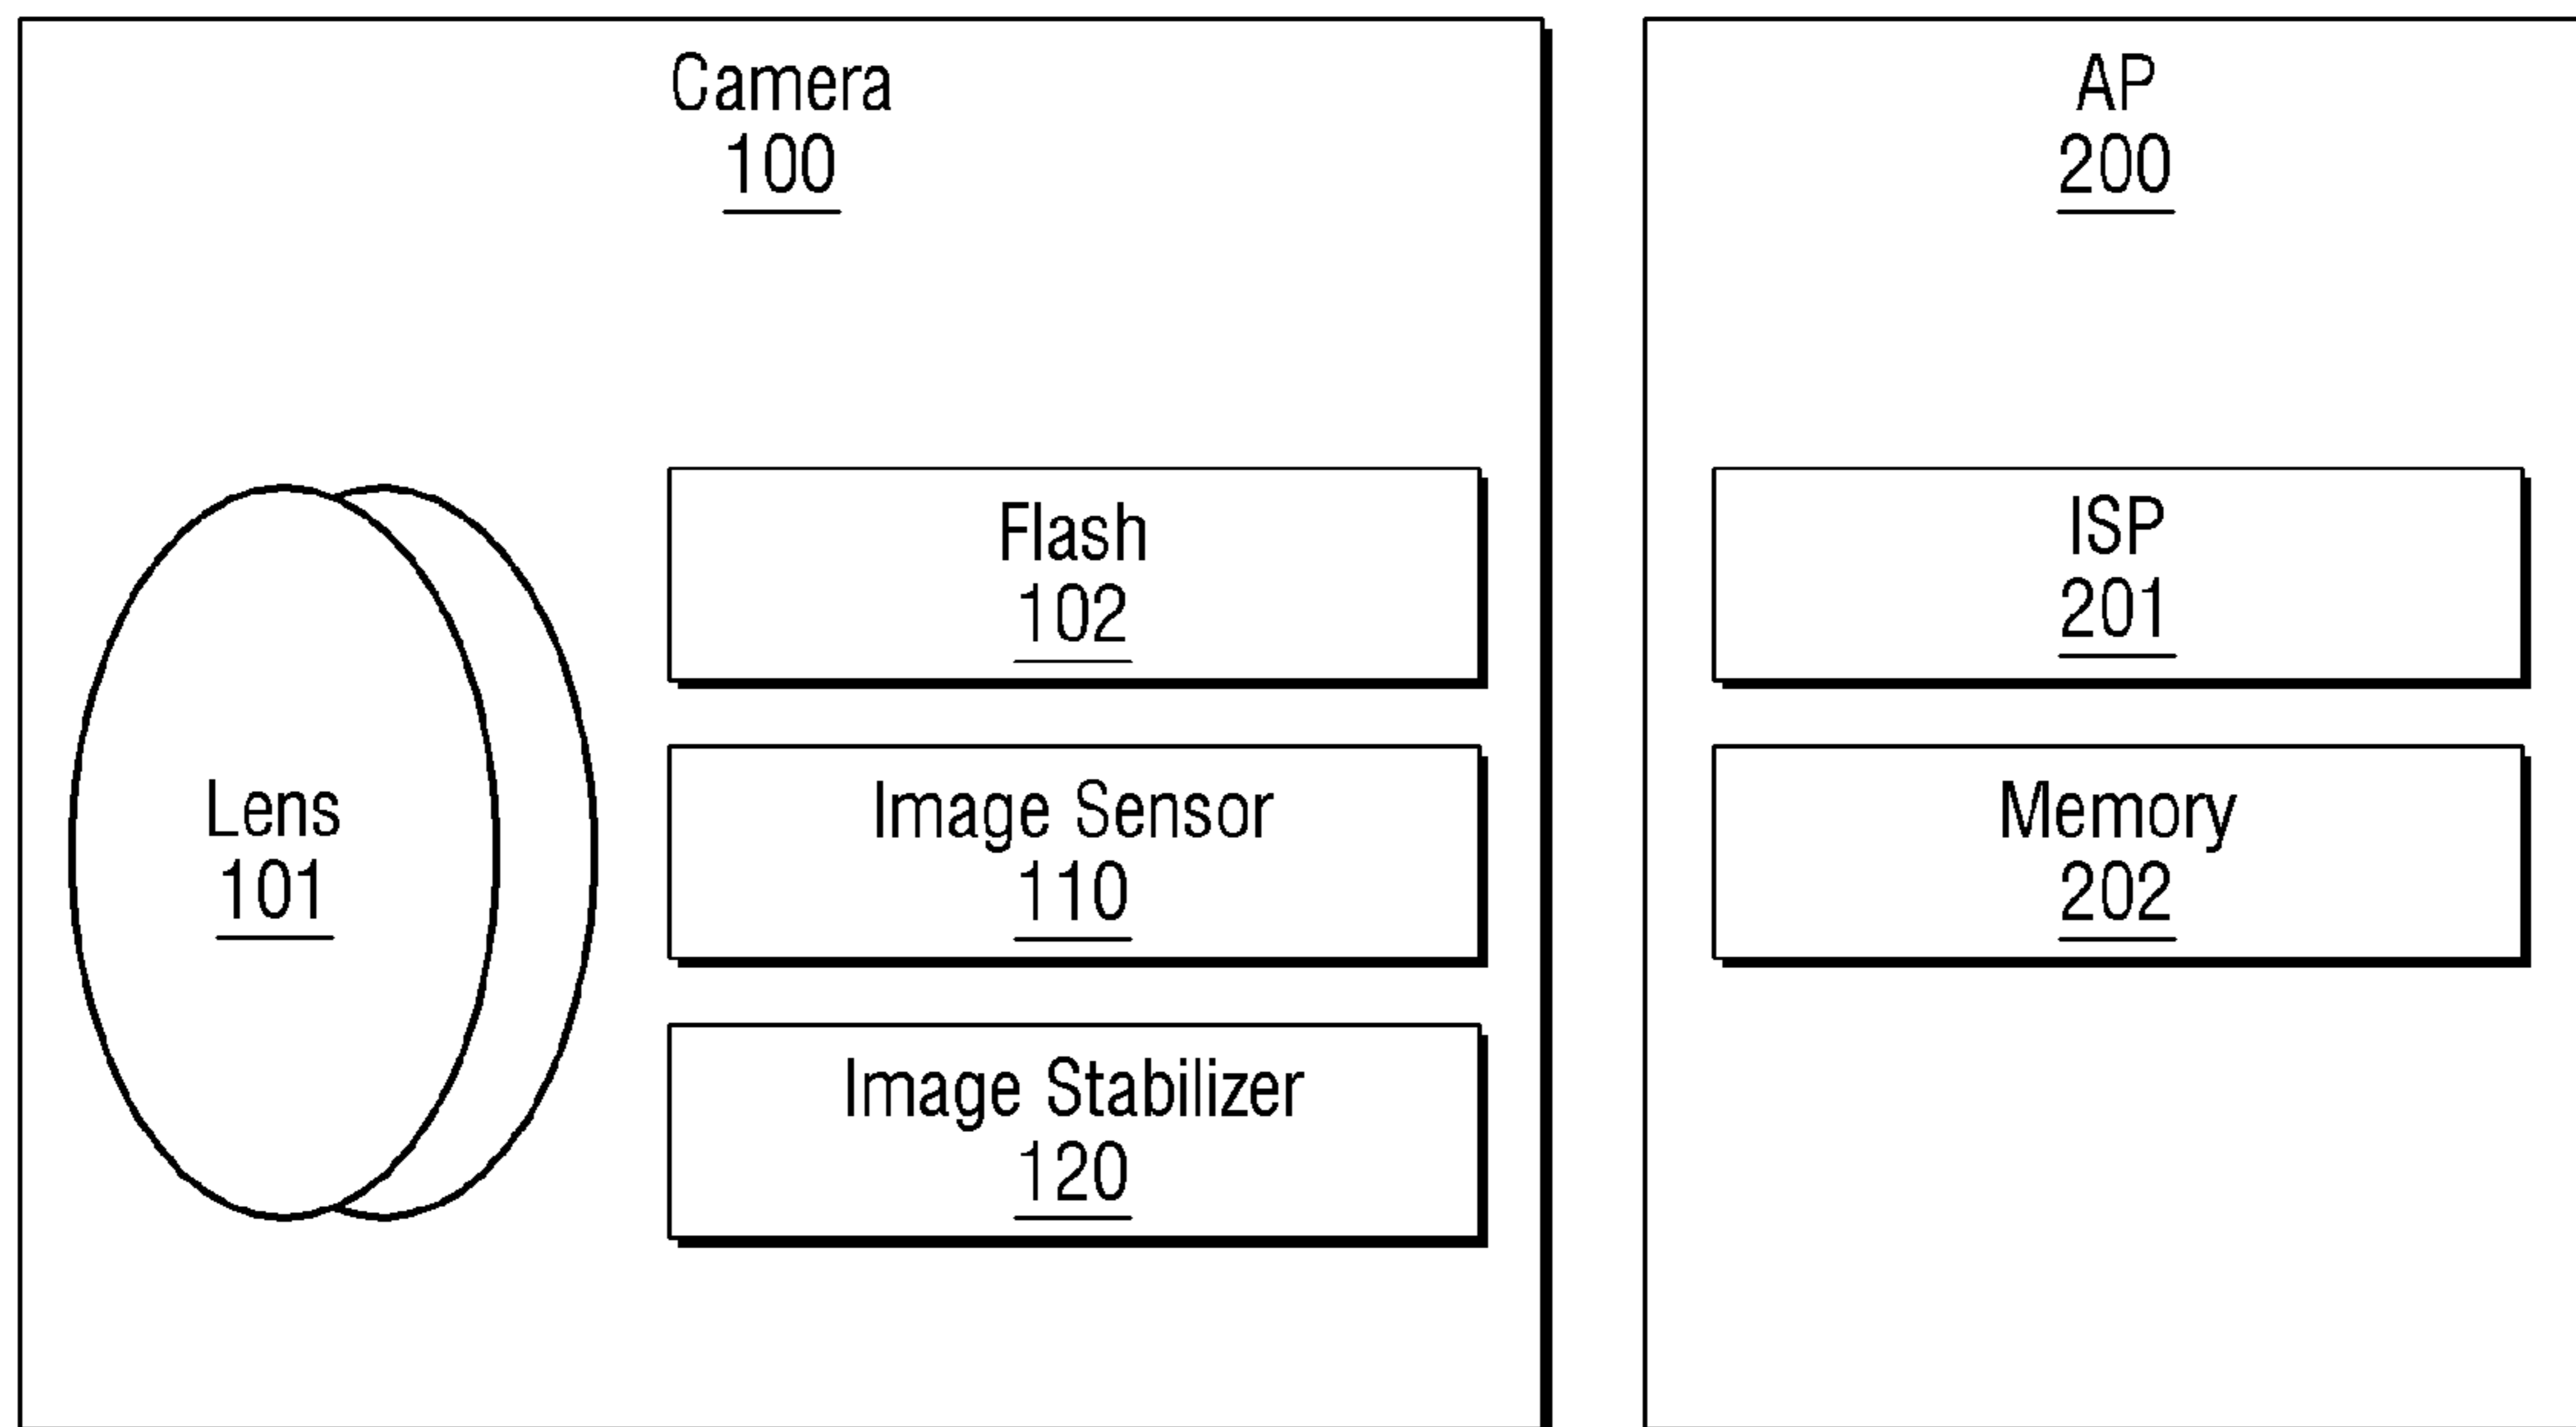 Camera
100
Lens
101
Flash
102
Image Sensor
110
Image Stabilizer
120
AP
200
ISP
201
Memory
202